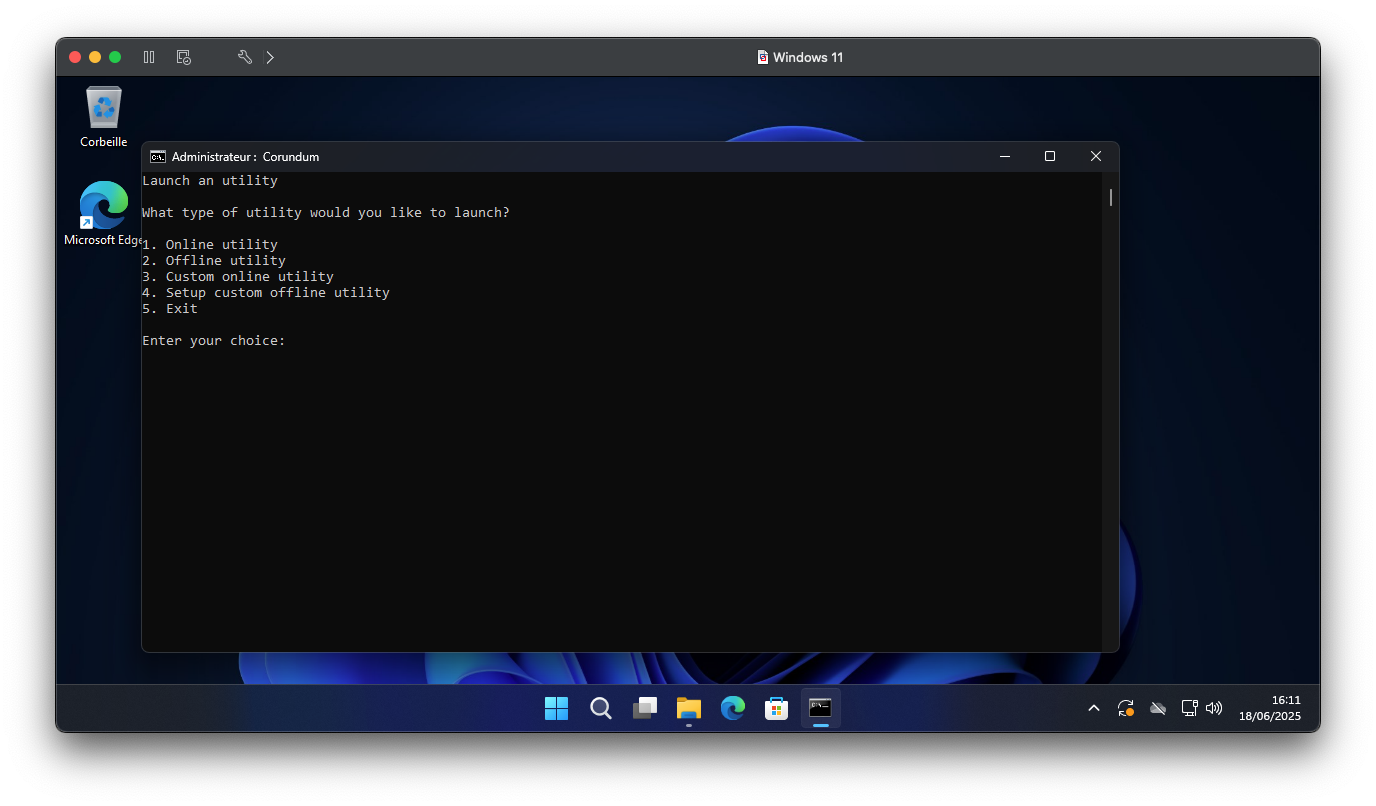 Windows 11
Corbeille
Microsoft Edge
Administrateur : Corundum
Launch an utility
What type of utility would you like to launch?
1. Online utility
2. Offline utility
3. Custom online utility
4. Setup custom offline utility
5. Exit
Enter your choice:
16:11
18/06/2025